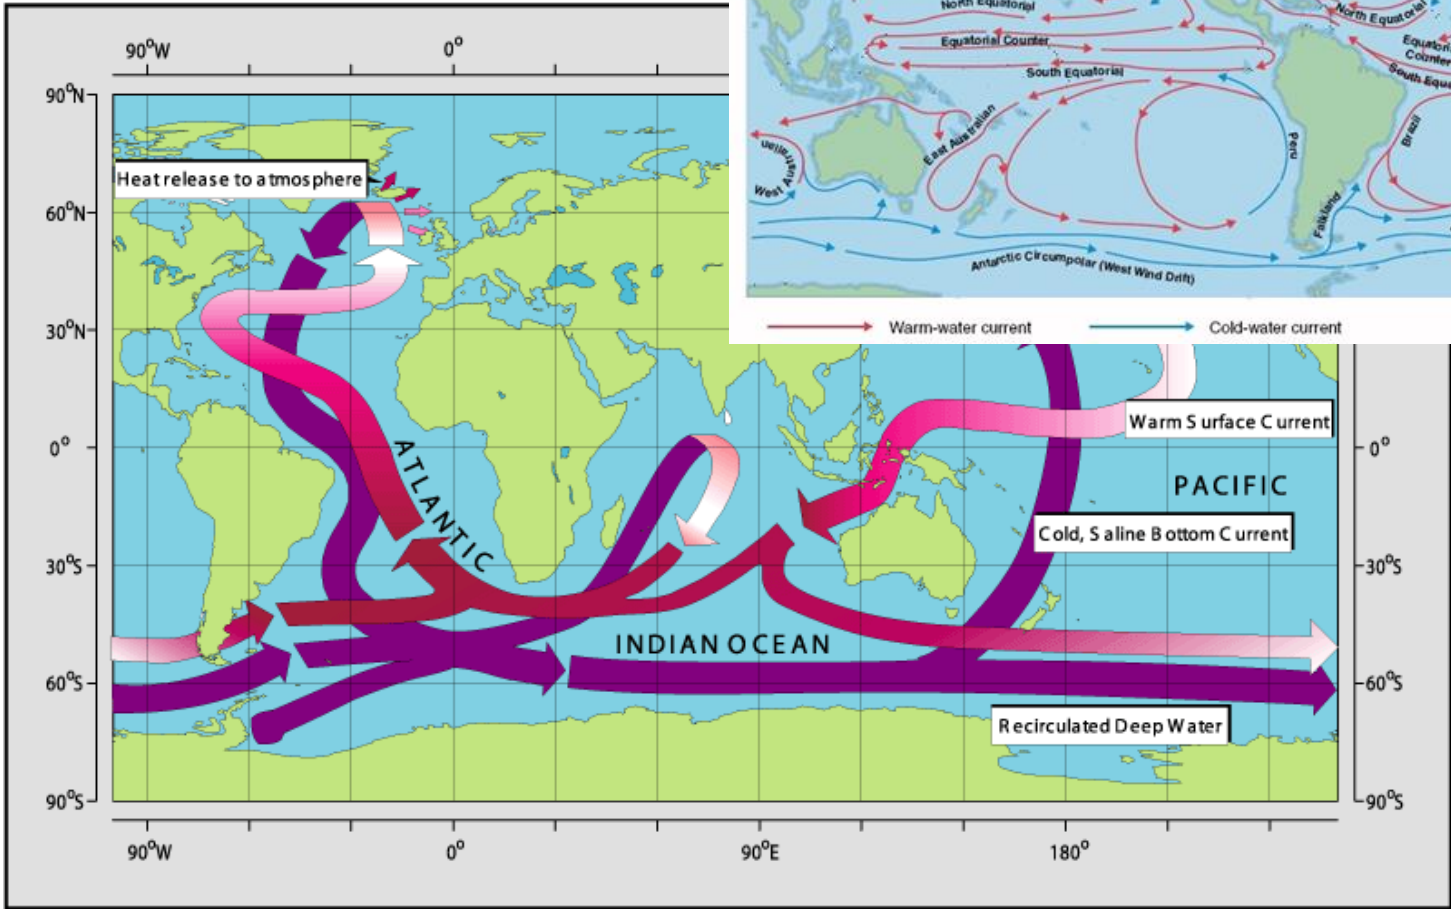 90°W
0°
90°N
60°N
30°N
0°
30°S
60°S
90°S
Heat release to atmosphere
ATLANTIC
INDIAN OCEAN
PACIFIC
Warm Surface Current
Cold, Saline Bottom Current
Recirculated Deep Water
0°
30°S
60°S
90°S
90°W
0°
90°E
180°
North Equatorial
North Equatorial
Equatorial Counter
Equatorial
Counter
South Equatorial
South Equa
East Australian
West Australian
Peru
Brazil
Falkland
Antarctic Circumpolar (West Wind Drift)
Warm-water current
Cold-water current